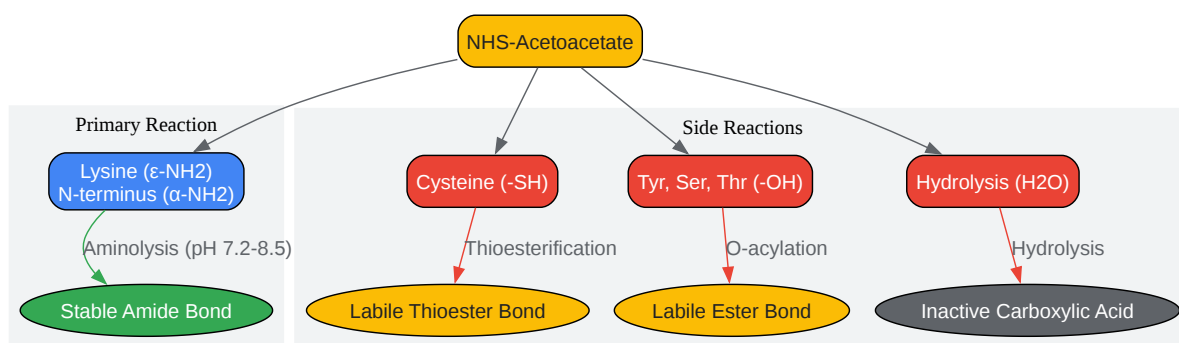 NHS-Acetoacetate
Primary Reaction
Side Reactions
Lysine (ε-NH2)
N-terminus (α-NH2)
Cysteine (-SH)
Tyr, Ser, Thr (-OH)
Hydrolysis (H2O)
Aminolysis (pH 7.2-8.5)
Thioesterification
O-acylation
Hydrolysis
Stable Amide Bond
Labile Thioester Bond
Labile Ester Bond
Inactive Carboxylic Acid